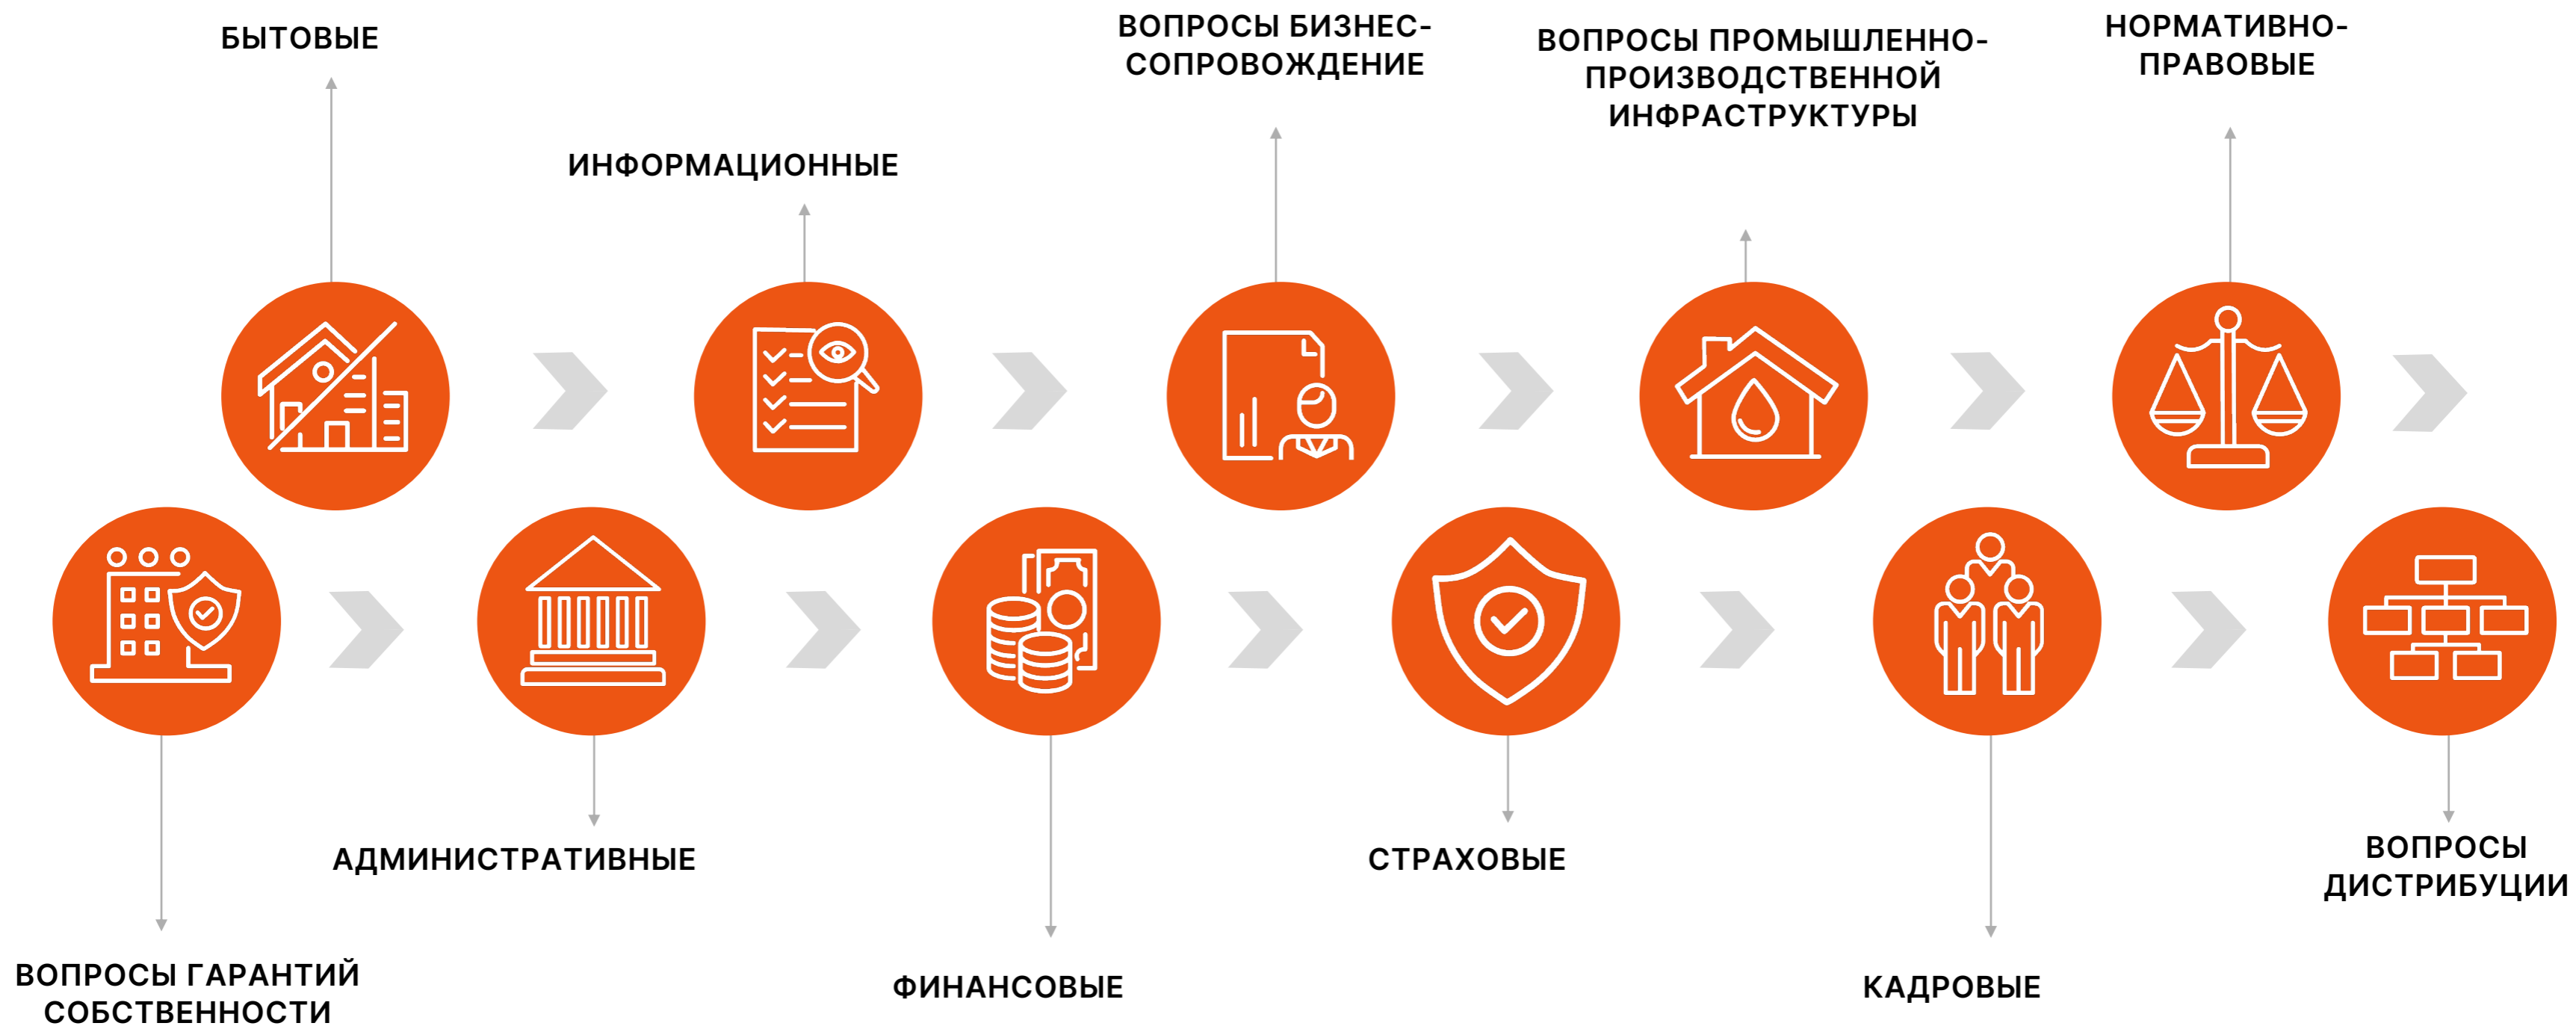 БЫТОВЫЕ
ИНФОРМАЦИОННЫЕ
ВОПРОСЫ БИЗНЕС-
СОПРОВОЖДЕНИЕ
ВОПРОСЫ ПРОМЫШЛЕННО-
ПРОИЗВОДСТВЕННОЙ
ИНФРАСТРУКТУРЫ
НОРМАТИВНО-
ПРАВОВЫЕ
ВОПРОСЫ ГАРАНТИЙ
СОБСТВЕННОСТИ
АДМИНИСТРАТИВНЫЕ
ФИНАНСОВЫЕ
СТРАХОВЫЕ
КАДРОВЫЕ
ВОПРОСЫ
ДИСТРИБУЦИИ